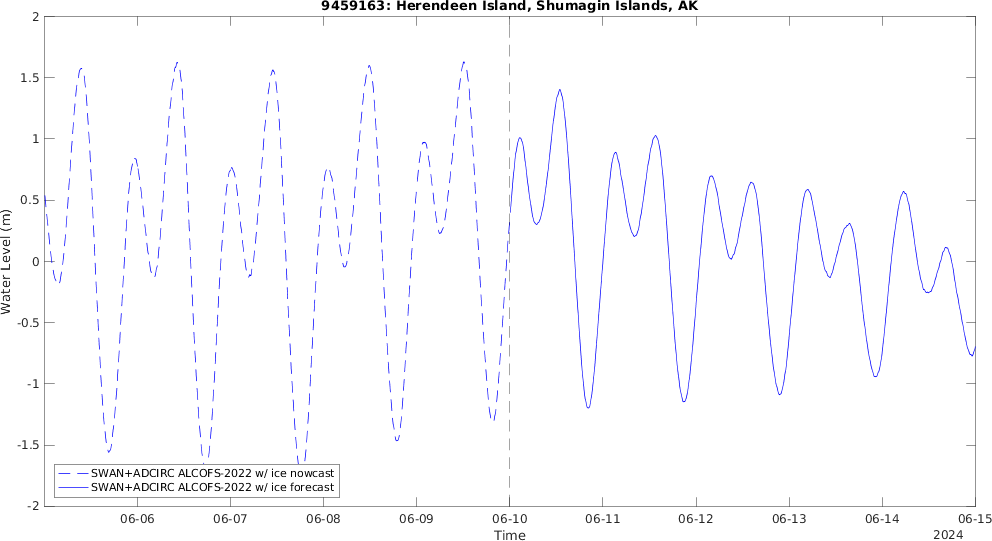 9459163: Herendeen Island, Shumagin Islands, AK
2
1.5
1
0.5
0
-0.5
-1
-1.5
-2
Water Level (m)
SWAN+ADCIRC ALCOFS-2022 w/ ice nowcast
SWAN+ADCIRC ALCOFS-2022 w/ ice forecast
06-06 06-07 06-08 06-09 06-10 06-11 06-12 06-13 06-14 06-15
Time
2024